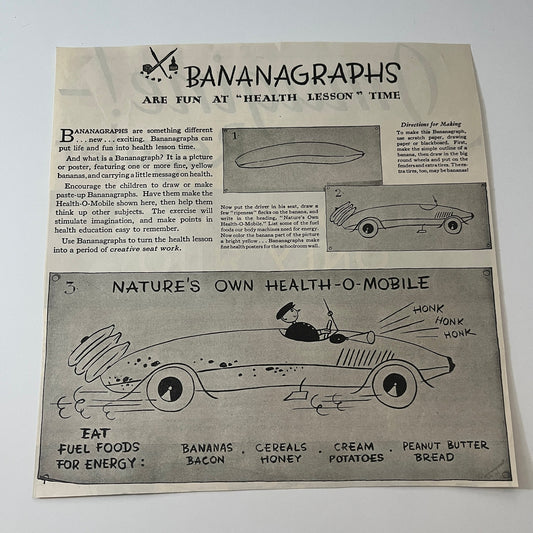 BANANAGRAPHS
ARE FUN AT "HEALTH LESSON" TIME
BANANAGRAPHS are something different
. . . new . . . exciting. Bananagraphs can
put life and fun into health lesson time.
And what is a Bananagraph? It is a picture
or poster, featuring one or more fine, yellow
bananas, and carrying a little message on health.
Encourage the children to draw or make
paste-up Bananagraphs. Have them make the
Health-O-Mobile shown here, then help them
think up other subjects. The exercise will
stimulate imagination, and make points in
health education easy to remember.
Use Bananagraphs to turn the health lesson
into a period of creative seat work.
1
Directions for Making
To make this Bananagraph,
use scratch paper, drawing
paper or blackboard. First,
make the simple outline of a
banana, then draw in the big
round wheels and put on the
fenders and extra tires. The ex-
tra tires, too, may be bananas!
2
Now put the driver in his seat, draw a
few "ripeness" flecks on the banana, and
write in the heading, "Nature's Own
Health-O-Mobile." List some of the fuel
foods our body machines need for energy.
Now color the banana part of the picture
a bright yellow . . . Bananagraphs make
fine health posters for the schoolroom wall.
3
NATURE'S OWN HEALTH-O-MOBILE
HONK
HONK
HONK
EAT
FUEL FOODS
FOR ENERGY:
BANANAS . CEREALS . CREAM . PEANUT BUTTER
BACON HONEY POTATOES BREAD